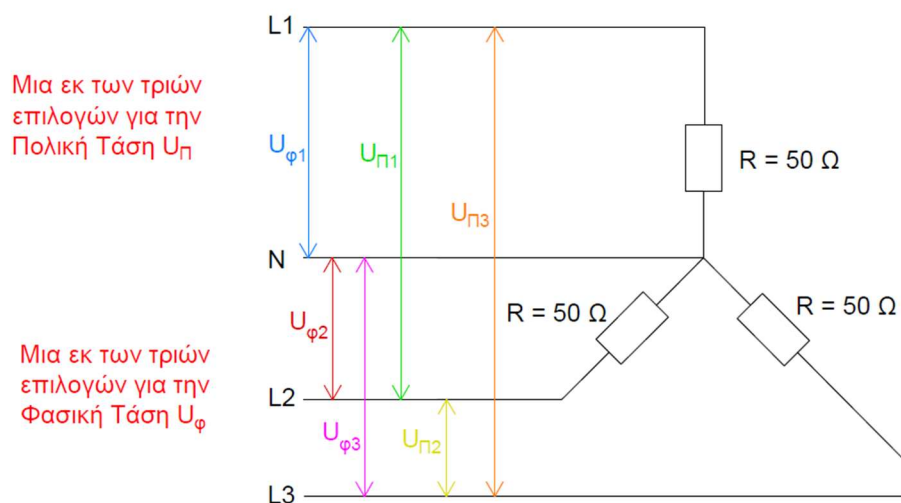 L1
Μια εκ των τριών
επιλογών για την
Πολική Τάση UΠ
Uφ1
UΠ1
UΠ3
R = 50 Ω
N
R = 50 Ω
R = 50 Ω
Uφ2
Μια εκ των τριών
επιλογών για την
Φασική Τάση Uφ
L2
Uφ3
UΠ2
L3